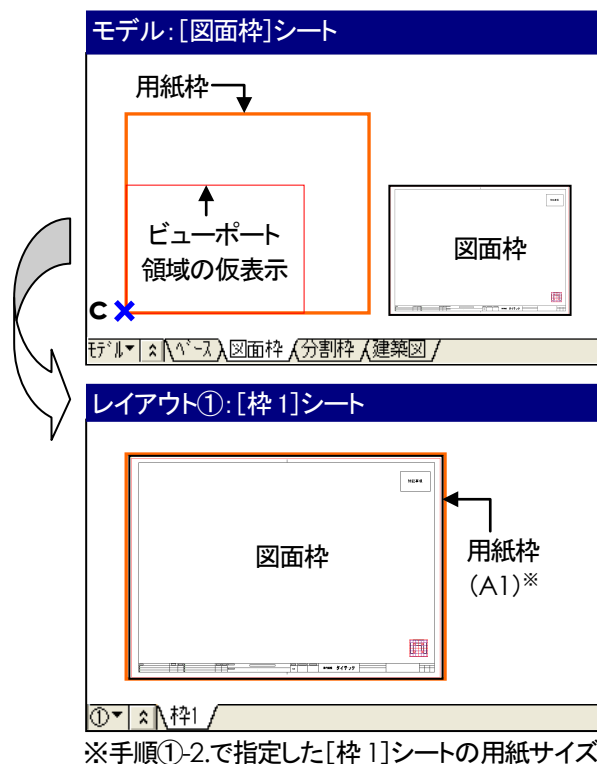 モデル:[図面枠]シート
用紙枠
ビューポート
領域の仮表示
図面枠
C
モデル ベース 図面枠 分割枠 建築図
レイアウト①:[枠1]シート
図面枠
用紙枠
(A1)※
① 枠1
※手順①-2.で指定した[枠1]シートの用紙サイズ